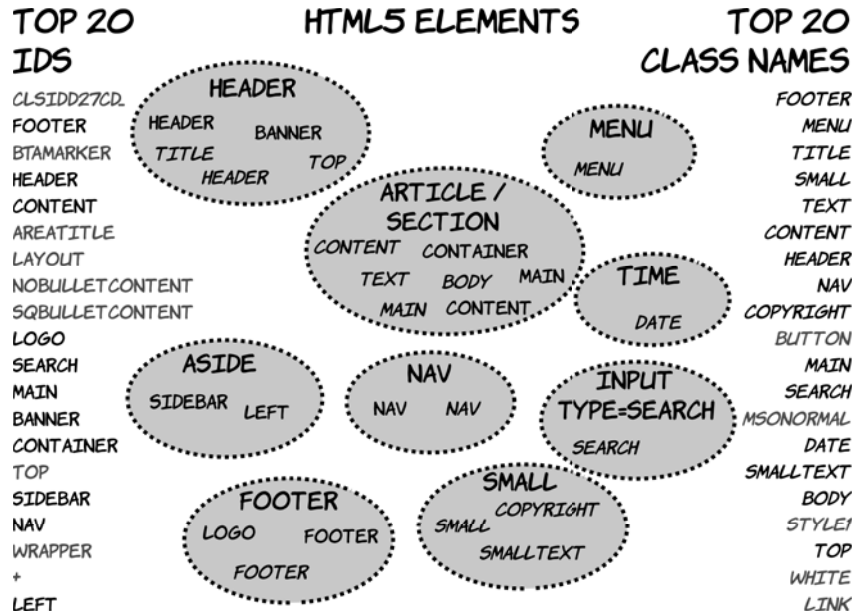 TOP 20
IDS
CLSIDD27CD_
FOOTER
BTAMARKER
HEADER
CONTENT
AREATITLE
LAYOUT
NOBULLETCONTENT
SQBULLETCONTENT
LOGO
SEARCH
MAIN
BANNER
CONTAINER
TOP
SIDEBAR
NAV
WRAPPER
+
LEFT
HTML5 ELEMENTS
HEADER
HEADER
BANNER
TITLE
TOP
HEADER
MENU
MENU
ARTICLE /
SECTION
CONTENT CONTAINER
TEXT BODY MAIN
MAIN CONTENT
TIME
DATE
ASIDE
SIDEBAR LEFT
NAV
NAV NAV
INPUT
TYPE=SEARCH
SEARCH
FOOTER
LOGO FOOTER
FOOTER
SMALL
COPYRIGHT
SMALL
SMALLTEXT
TOP 20
CLASS NAMES
FOOTER
MENU
TITLE
SMALL
TEXT
CONTENT
HEADER
NAV
COPYRIGHT
BUTTON
MAIN
SEARCH
MSONORMAL
DATE
SMALLTEXT
BODY
STYLE1
TOP
WHITE
LINK